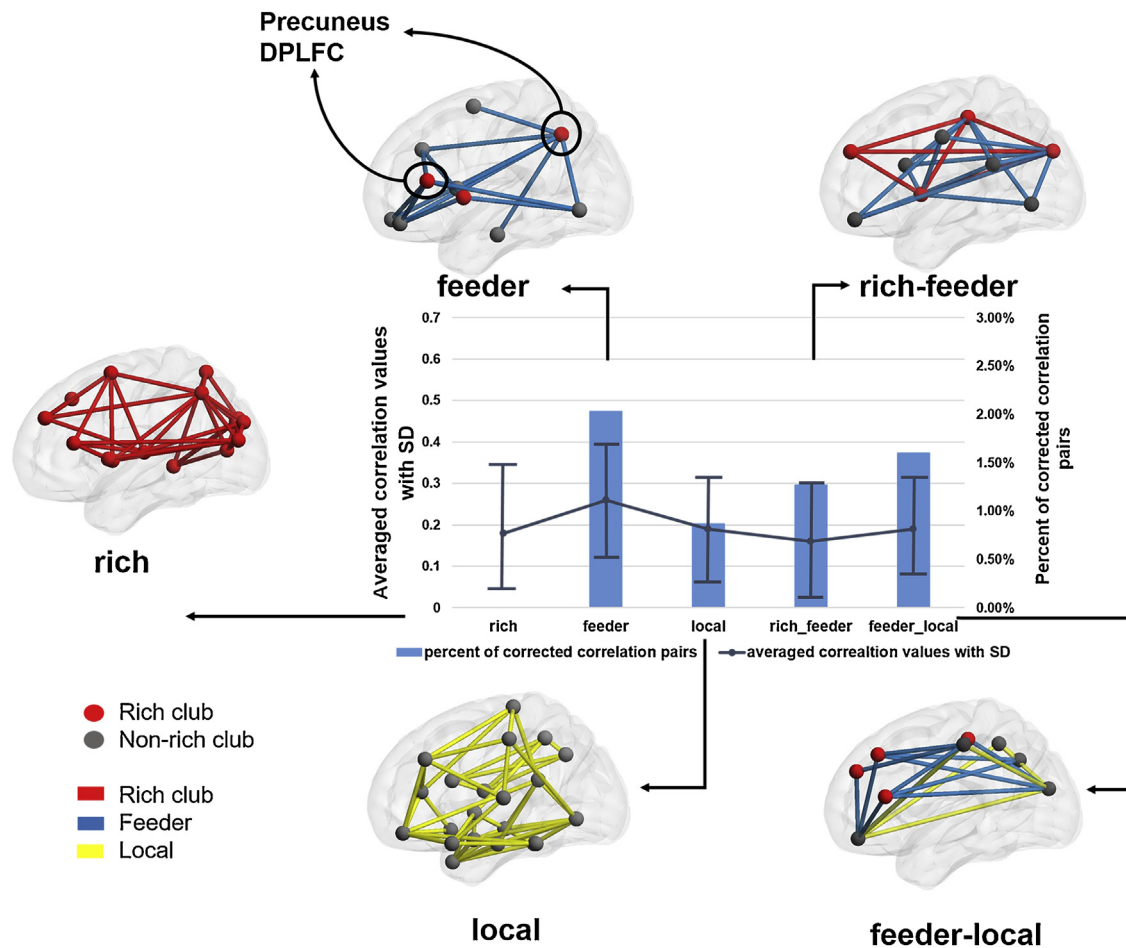 Precuneus
DPLFC
feeder
rich-feeder
rich
Averaged correlation values
with SD
0.7
0.6
0.5
0.4
0.3
0.2
0.1
0
3.00%
2.50%
2.00%
1.50%
1.00%
0.50%
0.00%
Percent of corrected correlation
pairs
rich
feeder
local
rich_feeder
feeder_local
percent of corrected correlation pairs
averaged correaltion values with SD
Rich club
Non-rich club
Rich club
Feeder
Local
local
feeder-local